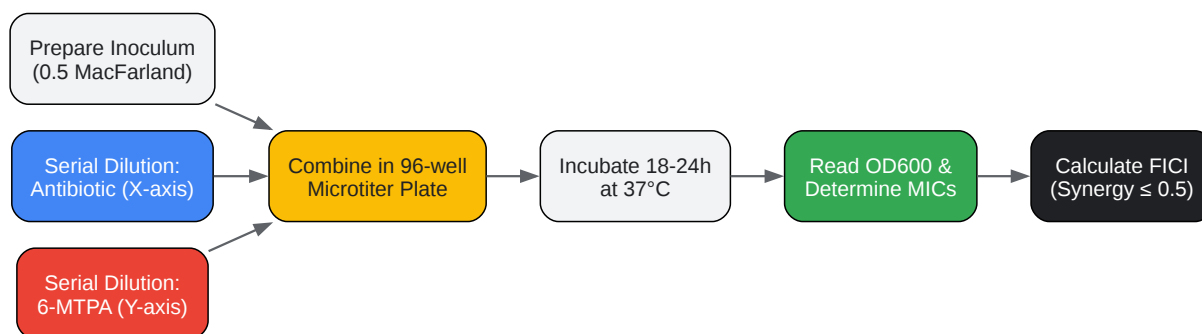 Prepare Inoculum
(0.5 MacFarland)
Serial Dilution:
Antibiotic (X-axis)
Serial Dilution:
6-MTPA (Y-axis)
Combine in 96-well
Microtiter Plate
Incubate 18-24h
at 37°C
Read OD600 &
Determine MICs
Calculate FICI
(Synergy ≤ 0.5)